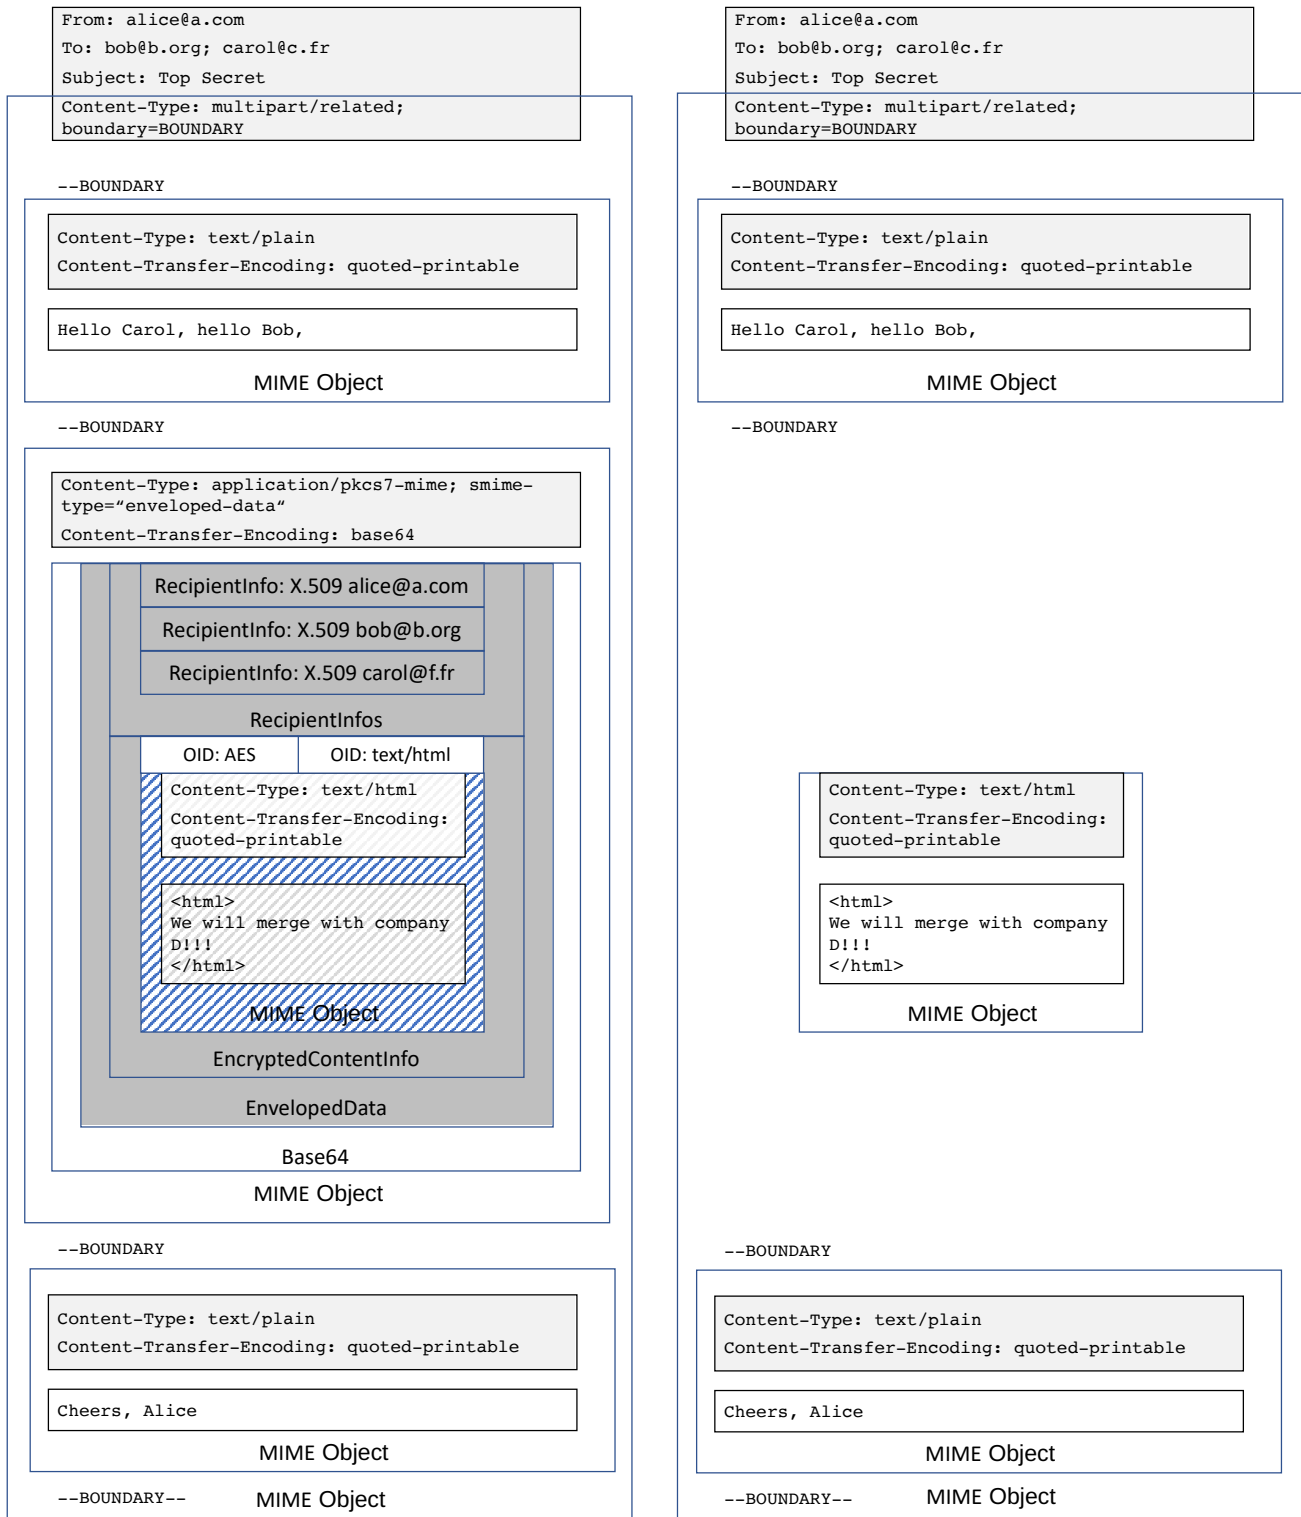 From: alice@a.com
To: bob@b.org; carol@c.fr
Subject: Top Secret
Content-Type: multipart/related;
boundary=BOUNDARY
--BOUNDARY
Content-Type: text/plain
Content-Transfer-Encoding: quoted-printable
Hello Carol, hello Bob,
MIME Object
--BOUNDARY
Content-Type: application/pkcs7-mime; smime-
type=“enveloped-data“
Content-Transfer-Encoding: base64
RecipientInfo: X.509 alice@a.com
RecipientInfo: X.509 bob@b.org
RecipientInfo: X.509 carol@f.fr
RecipientInfos
OID: AES
OID: text/html
Content-Type: text/html
Content-Transfer-Encoding:
quoted-printable
<html>
We will merge with company
D!!!
</html>
MIME Object
EncryptedContentInfo
EnvelopedData
Base64
MIME Object
--BOUNDARY
Content-Type: text/plain
Content-Transfer-Encoding: quoted-printable
Cheers, Alice
MIME Object
--BOUNDARY--
MIME Object
From: alice@a.com
To: bob@b.org; carol@c.fr
Subject: Top Secret
Content-Type: multipart/related;
boundary=BOUNDARY
--BOUNDARY
Content-Type: text/plain
Content-Transfer-Encoding: quoted-printable
Hello Carol, hello Bob,
MIME Object
--BOUNDARY
Content-Type: text/html
Content-Transfer-Encoding:
quoted-printable
<html>
We will merge with company
D!!!
</html>
MIME Object
--BOUNDARY
Content-Type: text/plain
Content-Transfer-Encoding: quoted-printable
Cheers, Alice
MIME Object
--BOUNDARY--
MIME Object